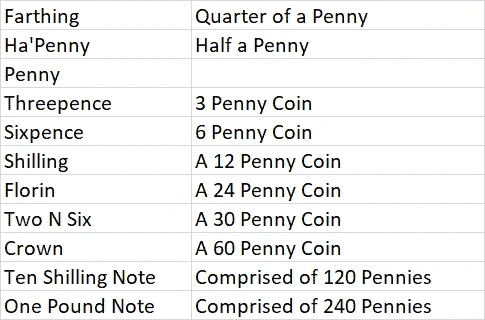 Farthing Quarter of a Penny
Ha'Penny Half a Penny
Penny
Threepence 3 Penny Coin
Sixpence 6 Penny Coin
Shilling A 12 Penny Coin
Florin A 24 Penny Coin
Two N Six A 30 Penny Coin
Crown A 60 Penny Coin
Ten Shilling Note Comprised of 120 Pennies
One Pound Note Comprised of 240 Pennies